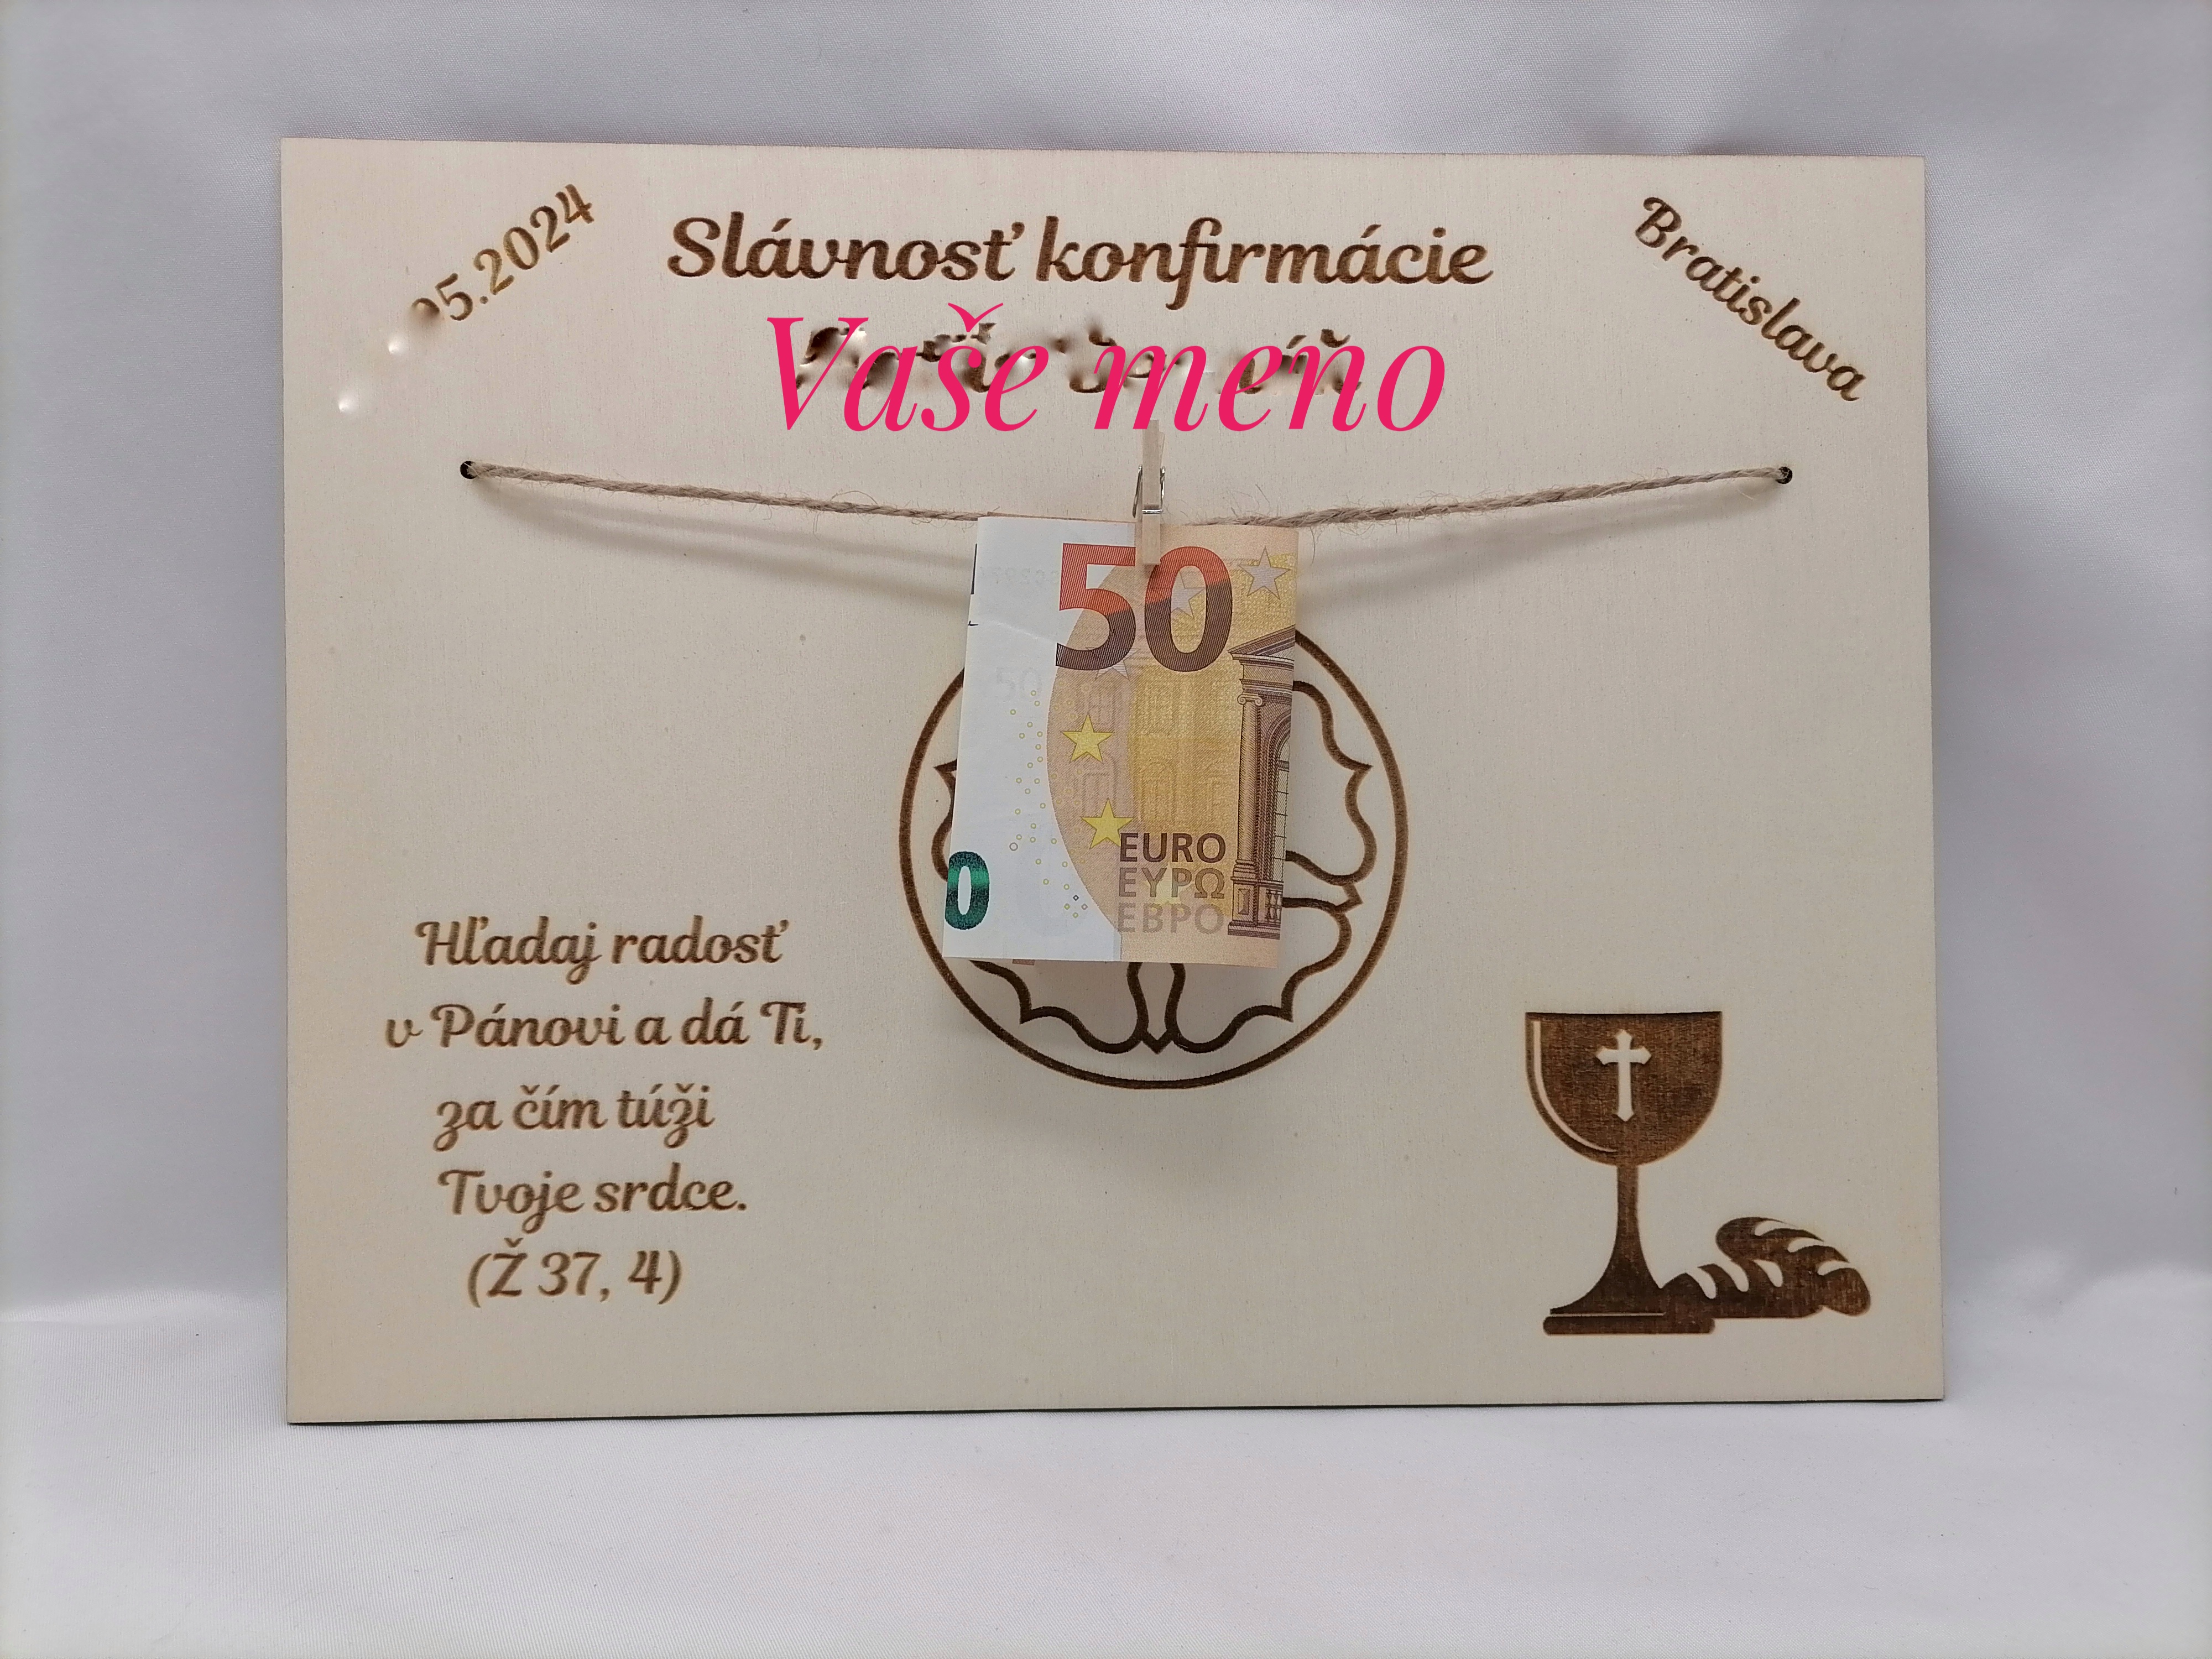 05.2024
Slávnosť konfirmácie
Bratislava
Vaše meno
50
EURO
ΕΥΡΩ
ЕВРО
0
Hľadaj radosť
v Pánovi a dá Ti,
za čím túži
Tvoje srdce.
(Ž 37, 4)